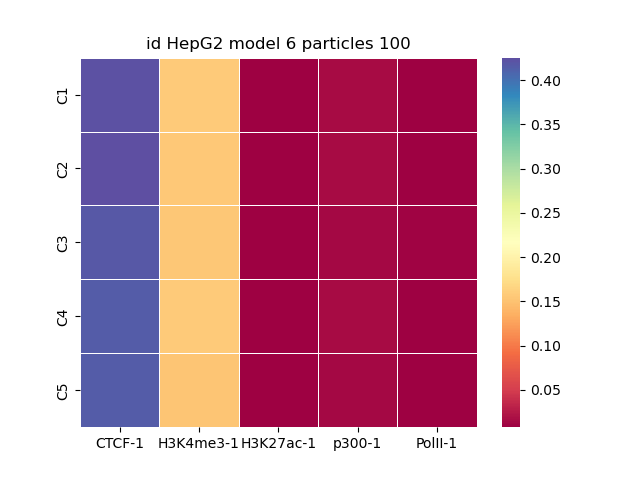 id HepG2 model 6 particles 100
C1
C2
C3
C4
C5
CTCF-1 H3K4me3-1 H3K27ac-1 p300-1 PolII-1
0.40
0.35
0.30
0.25
0.20
0.15
0.10
0.05